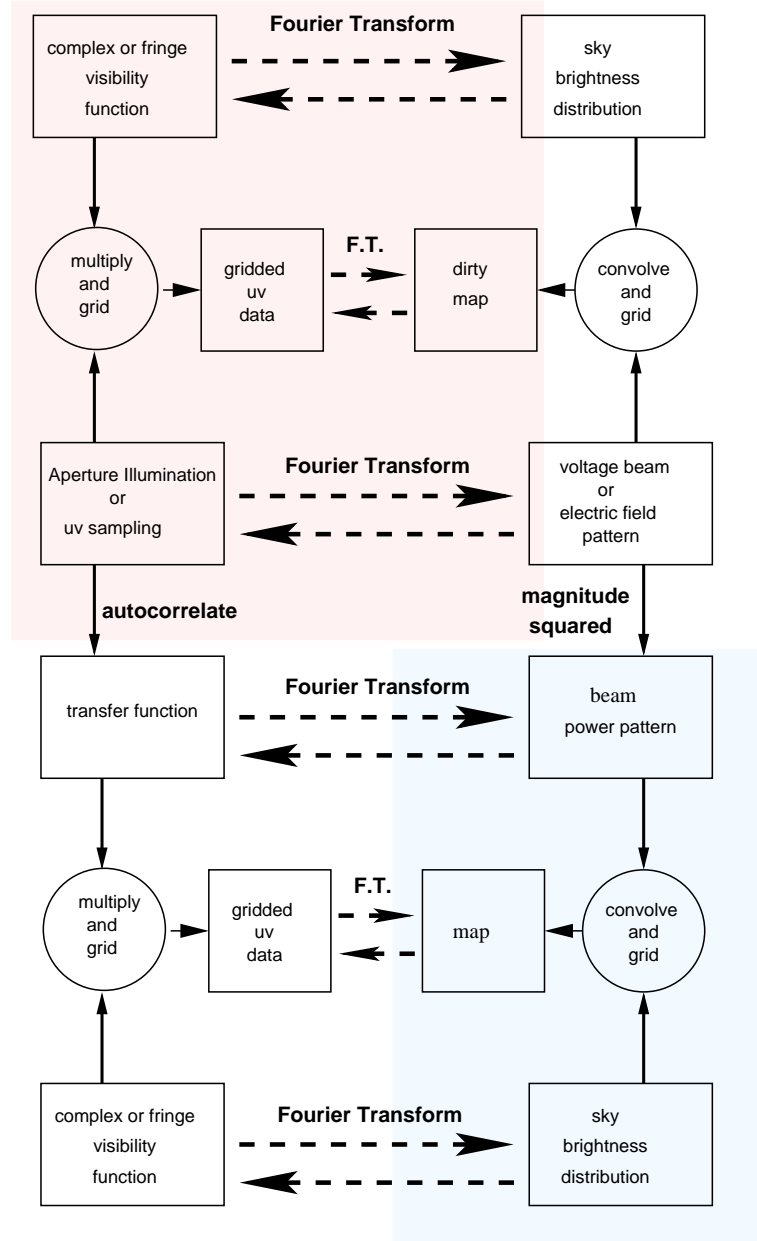 Fourier Transform
complex or fringe
visibility
function
sky
brightness
distribution
multiply
and
grid
gridded
uv
data
F.T.
dirty
map
convolve
and
grid
Aperture Illumination
or
uv sampling
Fourier Transform
voltage beam
or
electric field
pattern
autocorrelate
magnitude
squared
transfer function
Fourier Transform
beam
power pattern
multiply
and
grid
gridded
uv
data
F.T.
map
convolve
and
grid
complex or fringe
visibility
function
Fourier Transform
sky
brightness
distribution